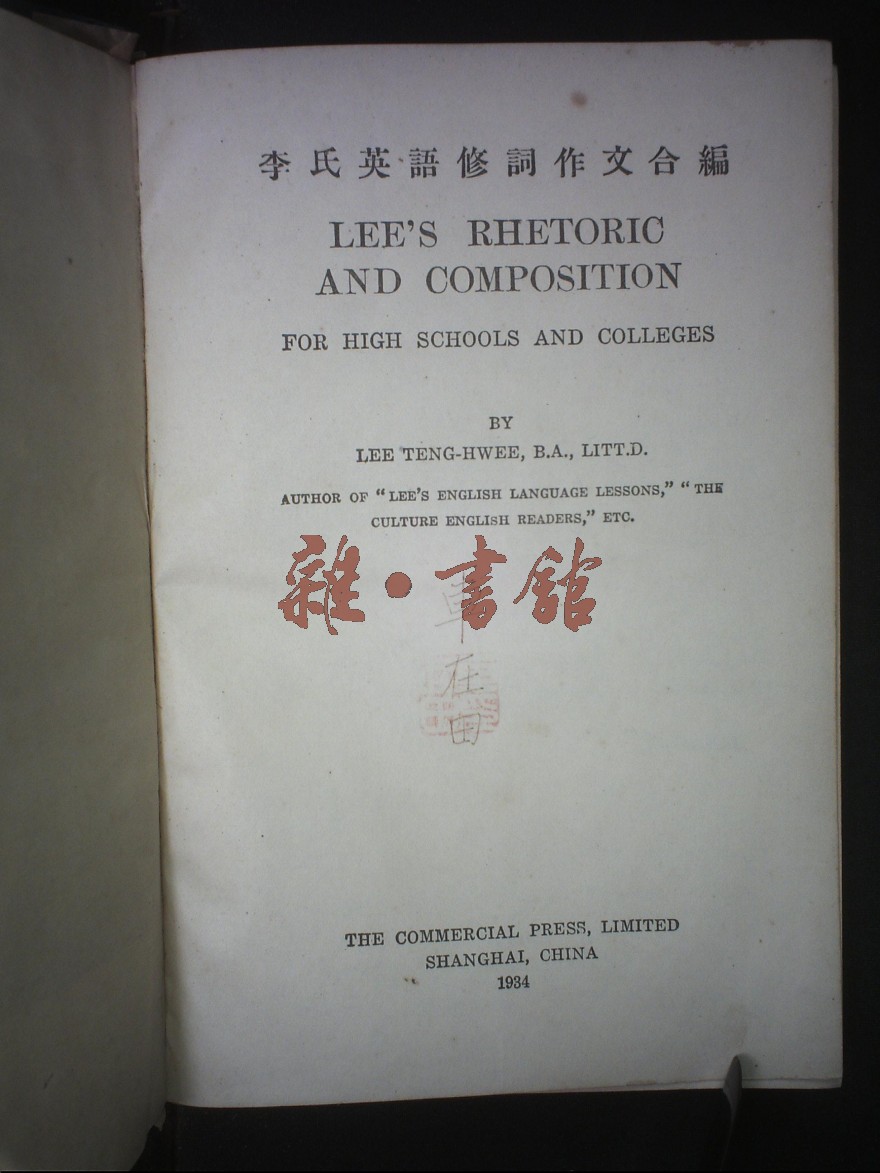 李氏英語修詞作文合編
LEE'S RHETORIC
AND COMPOSITION
FOR HIGH SCHOOLS AND COLLEGES
BY
LEE TENG-HWEE, B.A., LITT.D.
AUTHOR OF "LEE'S ENGLISH LANGUAGE LESSONS," "THE
CULTURE ENGLISH READERS," ETC.
雜·書館
在
田
THE COMMERCIAL PRESS, LIMITED
SHANGHAI, CHINA
1934